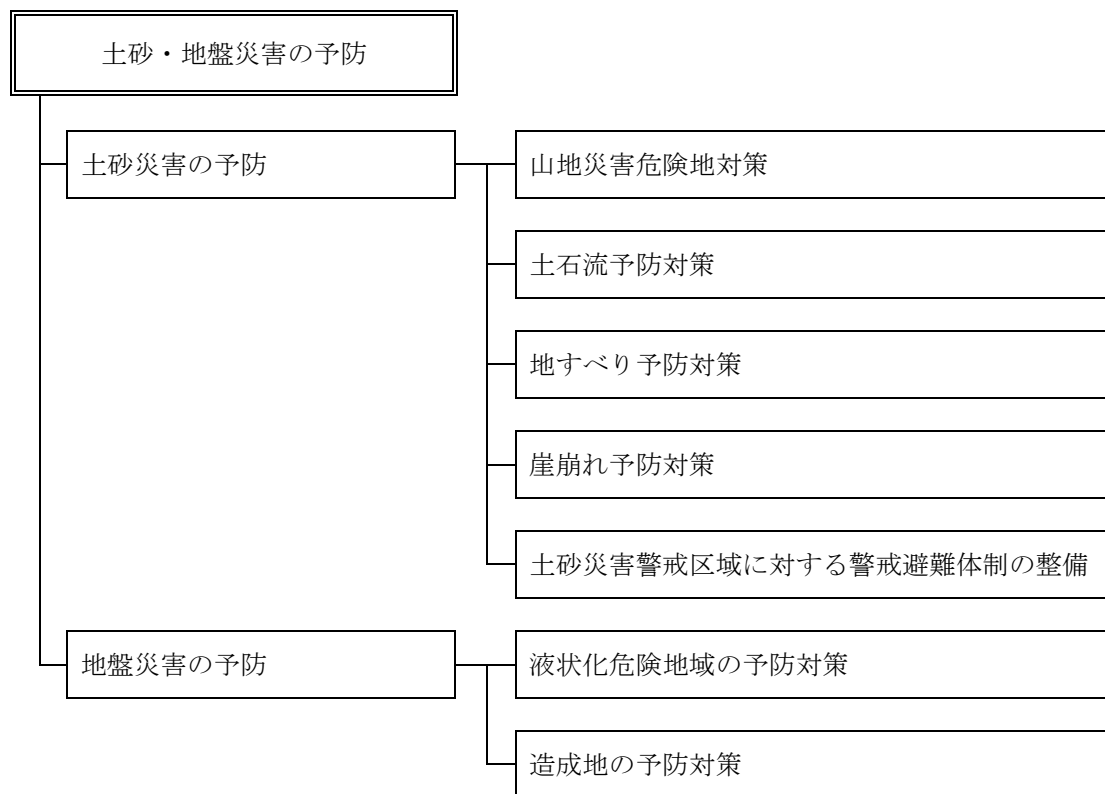 土砂・地盤災害の予防
土砂災害の予防
山地災害危険地対策
土石流予防対策
地すべり予防対策
崖崩れ予防対策
土砂災害警戒区域に対する警戒避難体制の整備
地盤災害の予防
液状化危険地域の予防対策
造成地の予防対策